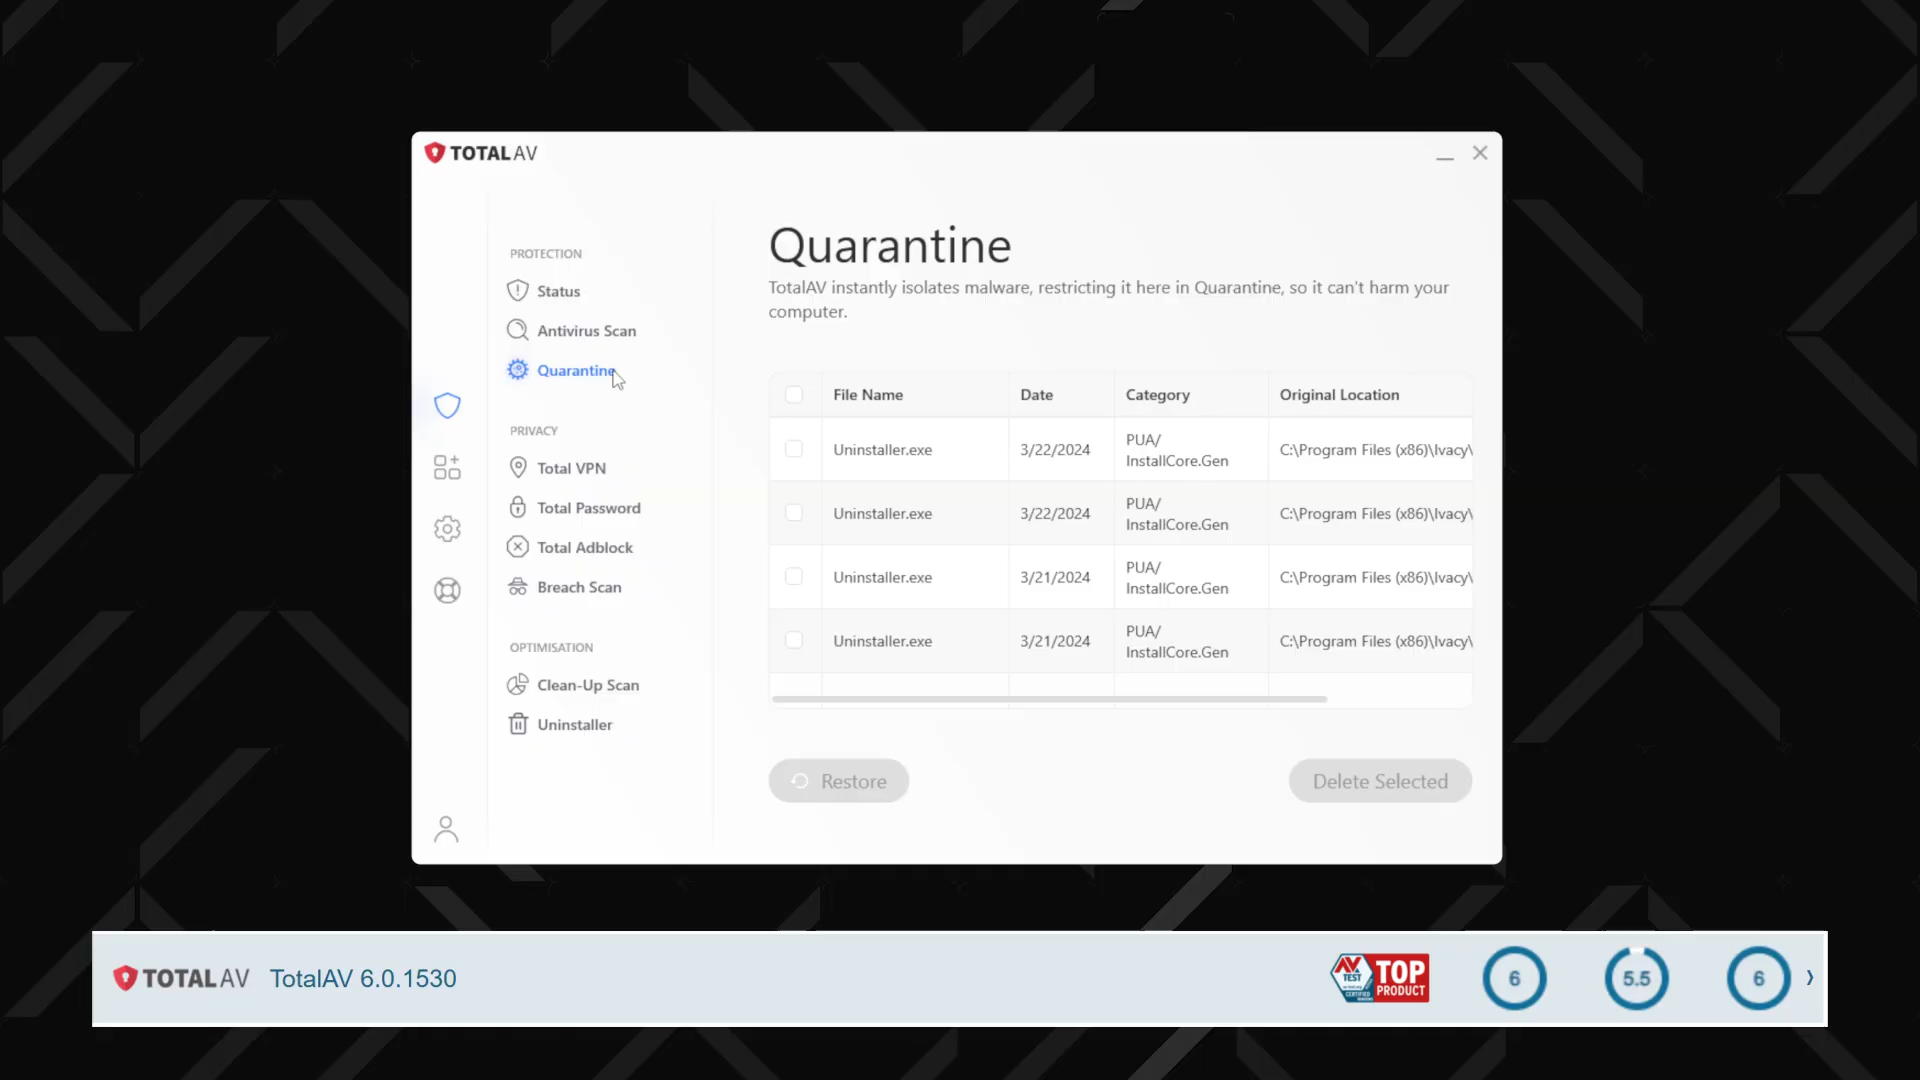 TOTALAV
PROTECTION
Status
Antivirus Scan
Quarantine
PRIVACY
Total VPN
Total Password
Total Adblock
Breach Scan
OPTIMISATION
Clean-Up Scan
Uninstaller
Quarantine
TotalAV instantly isolates malware, restricting it here in Quarantine, so it can't harm your
computer.
File Name Date Category Original Location
Uninstaller.exe 3/22/2024 PUA/
InstallCore.Gen C:\Program Files (x86)\Ivacy\
Uninstaller.exe 3/22/2024 PUA/
InstallCore.Gen C:\Program Files (x86)\Ivacy\
Uninstaller.exe 3/21/2024 PUA/
InstallCore.Gen C:\Program Files (x86)\Ivacy\
Uninstaller.exe 3/21/2024 PUA/
InstallCore.Gen C:\Program Files (x86)\Ivacy\
Restore
Delete Selected
TOTALAV TotalAV 6.0.1530
AV
TEST
TOP
PRODUCT
6
5.5
6